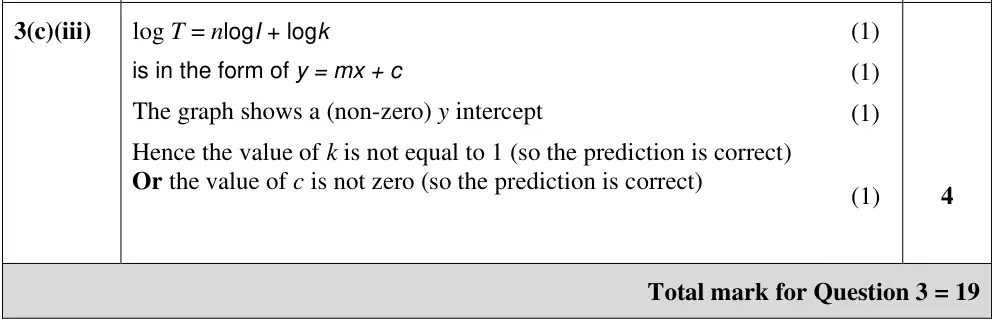 3(c)(iii) log T = nlogl + logk (1)
is in the form of y = mx + c (1)
The graph shows a (non-zero) y intercept (1)
Hence the value of k is not equal to 1 (so the prediction is correct)
Or the value of c is not zero (so the prediction is correct)
(1) 4
Total mark for Question 3 = 19